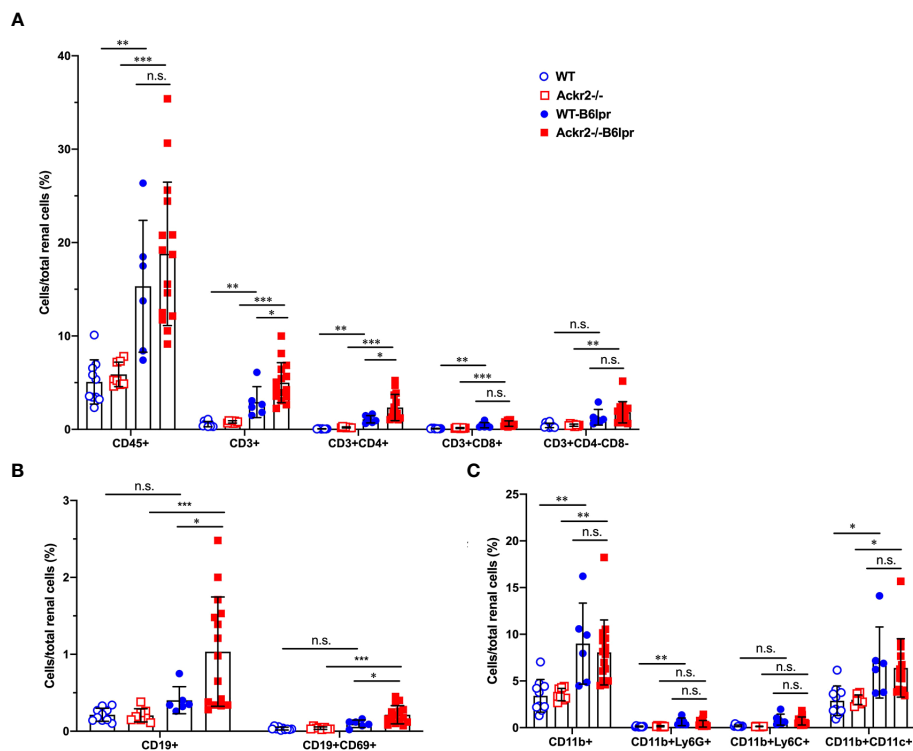 A
** 
*** 
n.s.
WT
Ackr2-/-
WT-B6lpr
Ackr2-/-B6lpr
Cells/total renal cells (%)
40
30
20
10
0
**
***
*
**
***
*
**
***
n.s.
n.s.
**
n.s.
CD45+ CD3+ CD3+CD4+ CD3+CD8+ CD3+CD4-CD8-
B
n.s.
***
*
Cells/total renal cells (%)
3
2
1
0
n.s.
***
*
CD19+ CD19+CD69+
C
Cells/total renal cells (%)
25
20
15
10
5
0
**
**
n.s.
**
n.s.
n.s.
n.s.
n.s.
n.s.
*
*
n.s.
CD11b+ CD11b+Ly6G+ CD11b+Ly6C+ CD11b+CD11c+